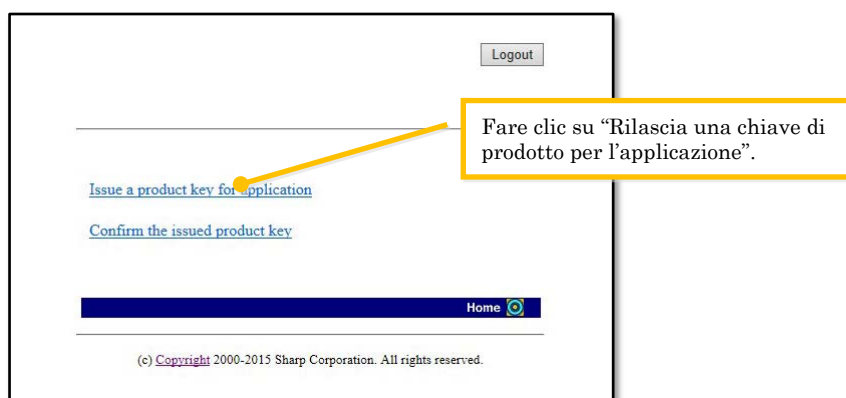 Logout
Fare clic su “Rilascia una chiave di
prodotto per l’applicazione”.
Issue a product key for application
Confirm the issued product key
Home
(c) Copyright 2000-2015 Sharp Corporation. All rights reserved.